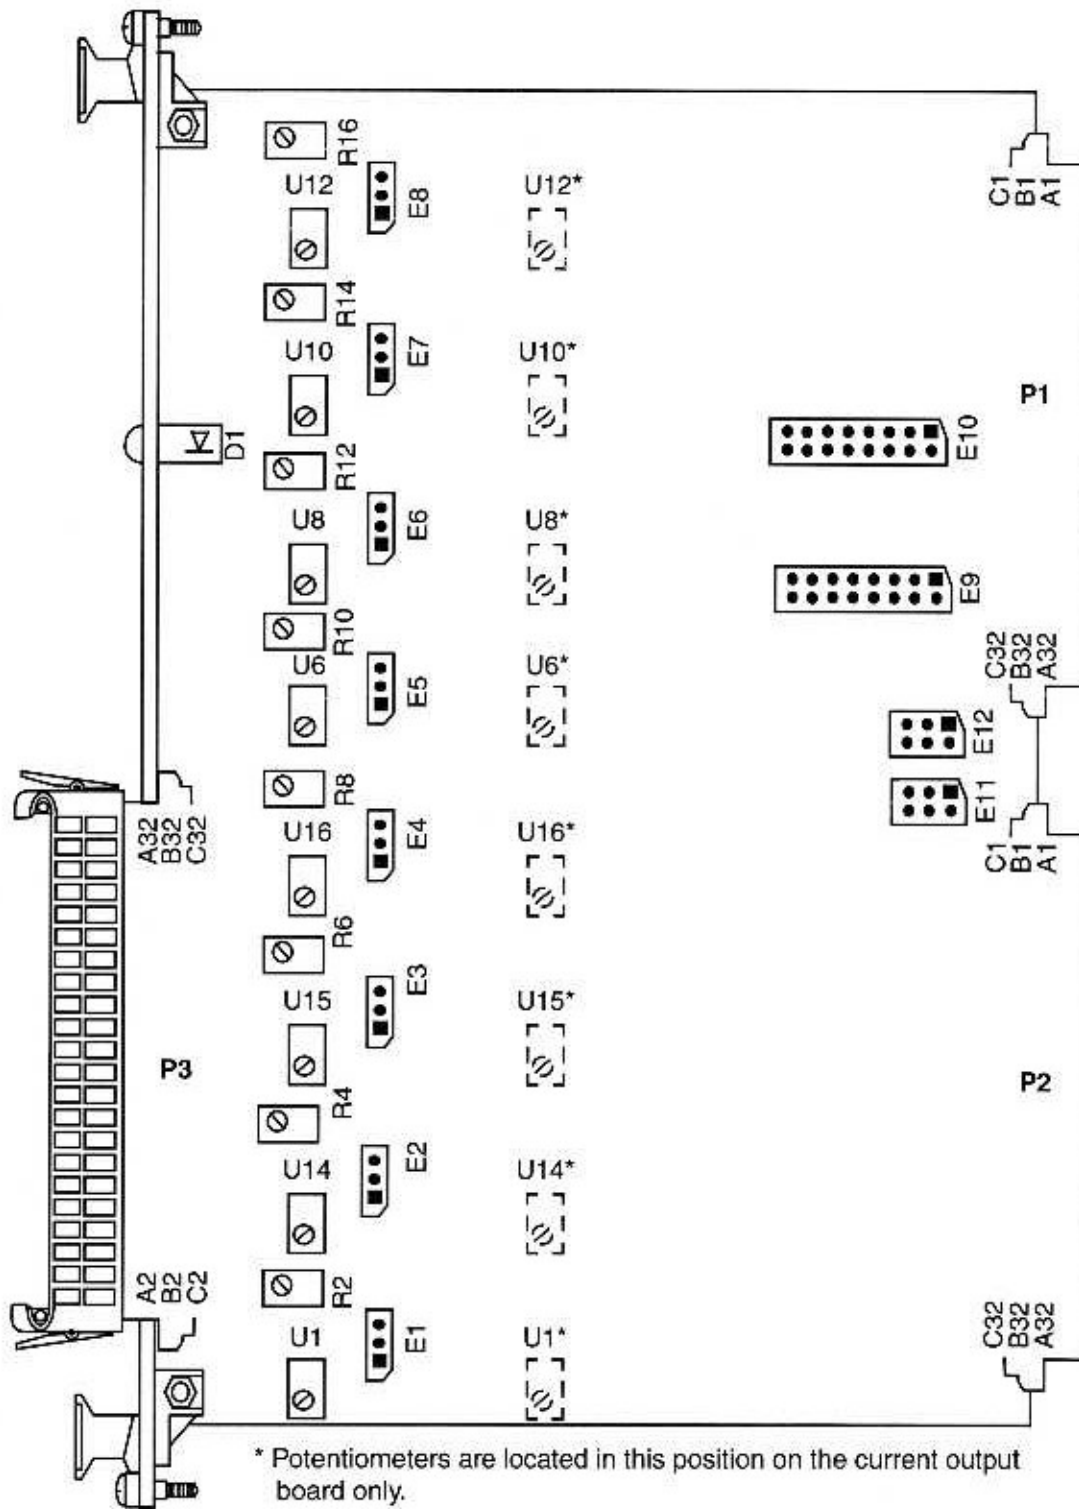 R16
U12
E8
U12*
C1
B1
A1
R14
U10
E7
U10*
P1
D1
R12
E10
U8
E6
U8*
E9
R10
U6
E5
U6*
C32
B32
A32
E12
R8
E11
A32
B32
C32
U16
E4
U16*
C1
B1
A1
R6
U15
E3
U15*
P3
P2
R4
U14
E2
U14*
A2
B2
C2
R2
U1
E1
U1*
C32
B32
A32
* Potentiometers are located in this position on the current output
board only.